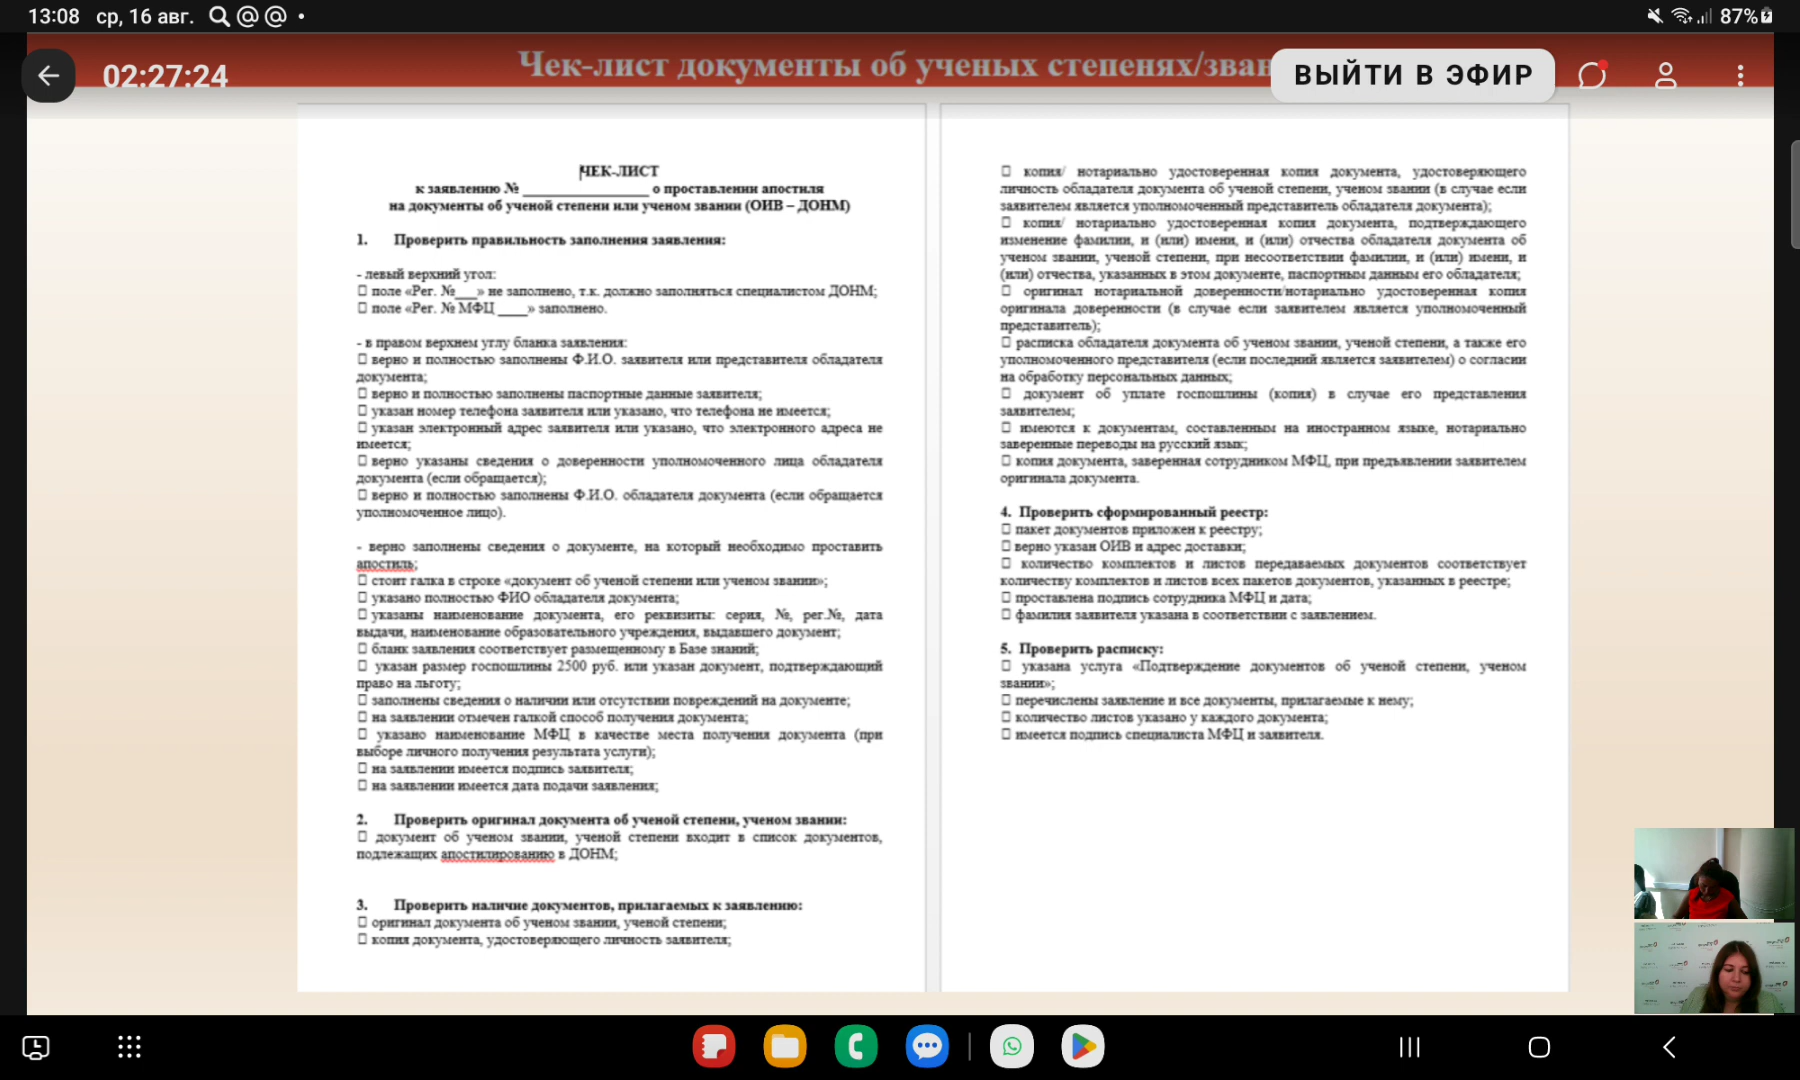 13:08 ср, 16 авг.
87%
02:27:24
Чек-лист документы об ученых степенях/зван
ВЫЙТИ В ЭФИР
ЧЕК-ЛИСТ
к заявлению № __________________ о проставлении апостиля
на документы об ученой степени или ученом звании (ОИВ – ДОНМ)
1. Проверить правильность заполнения заявления:
- левый верхний угол:
☐ поле «Рег. №___» не заполнено, т.к. должно заполняться специалистом ДОНМ;
☐ поле «Рег. № МФЦ ____» заполнено.
- в правом верхнем углу бланка заявления:
☐ верно и полностью заполнены Ф.И.О. заявителя или представителя обладателя
документа;
☐ верно и полностью заполнены паспортные данные заявителя;
☐ указан номер телефона заявителя или указано, что телефона не имеется;
☐ указан электронный адрес заявителя или указано, что электронного адреса не
имеется;
☐ верно указаны сведения о доверенности уполномоченного лица обладателя
документа (если обращается);
☐ верно и полностью заполнены Ф.И.О. обладателя документа (если обращается
уполномоченное лицо).
- верно заполнены сведения о документе, на который необходимо проставить
апостиль;
☐ стоит галка в строке «документ об ученой степени или ученом звании»;
☐ указано полностью ФИО обладателя документа;
☐ указаны наименование документа, его реквизиты: серия, №, рег.№, дата
выдачи, наименование образовательного учреждения, выдавшего документ;
☐ бланк заявления соответствует размещенному в Базе знаний;
☐ указан размер госпошлины 2500 руб. или указан документ, подтверждающий
право на льготу;
☐ заполнены сведения о наличии или отсутствии повреждений на документе;
☐ на заявлении отмечен галкой способ получения документа;
☐ указано наименование МФЦ в качестве места получения документа (при
выборе личного получения результата услуги);
☐ на заявлении имеется подпись заявителя;
☐ на заявлении имеется дата подачи заявления;
2. Проверить оригинал документа об ученой степени, ученом звании:
☐ документ об ученом звании, ученой степени входит в список документов,
подлежащих апостилированию в ДОНМ;
3. Проверить наличие документов, прилагаемых к заявлению:
☐ оригинал документа об ученом звании, ученой степени;
☐ копия документа, удостоверяющего личность заявителя;
☐ копия/ нотариально удостоверенная копия документа, удостоверяющего
личность обладателя документа об ученой степени, ученом звании (в случае если
заявителем является уполномоченный представитель обладателя документа);
☐ копия/ нотариально удостоверенная копия документа, подтверждающего
изменение фамилии, и (или) имени, и (или) отчества обладателя документа об
ученом звании, ученой степени, при несоответствии фамилии, и (или) имени, и
(или) отчества, указанных в этом документе, паспортным данным его обладателя;
☐ оригинал нотариальной доверенности/нотариально удостоверенная копия
оригинала доверенности (в случае если заявителем является уполномоченный
представитель);
☐ расписка обладателя документа об ученом звании, ученой степени, а также его
уполномоченного представителя (если последний является заявителем) о согласии
на обработку персональных данных;
☐ документ об уплате госпошлины (копия) в случае его представления
заявителем;
☐ имеются к документам, составленным на иностранном языке, нотариально
заверенные переводы на русский язык;
☐ копия документа, заверенная сотрудником МФЦ, при предъявлении заявителем
оригинала документа.
4. Проверить сформированный реестр:
☐ пакет документов приложен к реестру;
☐ верно указан ОИВ и адрес доставки;
☐ количество комплектов и листов передаваемых документов соответствует
количеству комплектов и листов всех пакетов документов, указанных в реестре;
☐ проставлена подпись сотрудника МФЦ и дата;
☐ фамилия заявителя указана в соответствии с заявлением.
5. Проверить расписку:
☐ указана услуга «Подтверждение документов об ученой степени, ученом
звании»;
☐ перечислены заявление и все документы, прилагаемые к нему;
☐ количество листов указано у каждого документа;
☐ имеется подпись специалиста МФЦ и заявителя.